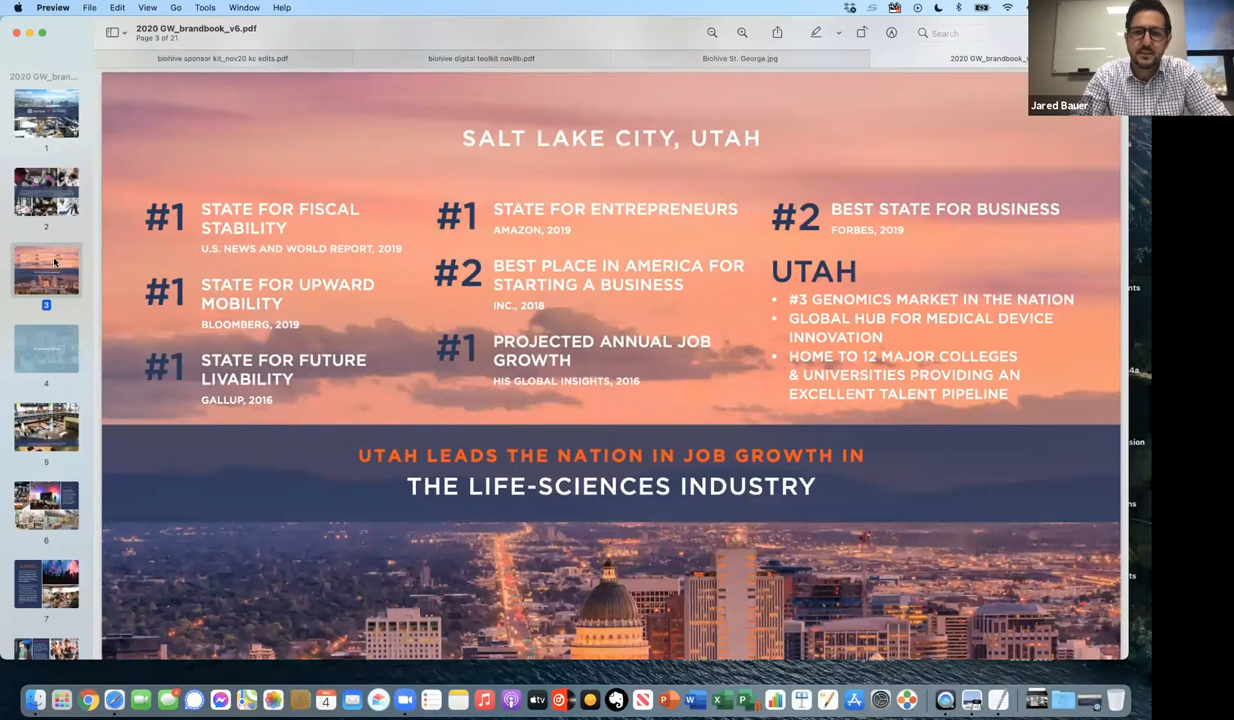 Preview File Edit View Go Tools Window Help
2020 GW_brandbook_v6.pdf
Page 3 of 21
Search
biohive sponsor kit_nov20 kc edits.pdf
biohive digital toolkit nov8b.pdf
Biohive St. George.jpg
2020 GW_brandbook_v
2020 GW_bran...
1
2
3
4
5
6
7
Jared Bauer
SALT LAKE CITY, UTAH
#1 STATE FOR FISCAL
STABILITY
U.S. NEWS AND WORLD REPORT, 2019
#1 STATE FOR UPWARD
MOBILITY
BLOOMBERG, 2019
#1 STATE FOR FUTURE
LIVABILITY
GALLUP, 2016
#1 STATE FOR ENTREPRENEURS
AMAZON, 2019
#2 BEST PLACE IN AMERICA FOR
STARTING A BUSINESS
INC., 2018
#1 PROJECTED ANNUAL JOB
GROWTH
HIS GLOBAL INSIGHTS, 2016
#2 BEST STATE FOR BUSINESS
FORBES, 2019
UTAH
• #3 GENOMICS MARKET IN THE NATION
• GLOBAL HUB FOR MEDICAL DEVICE
INNOVATION
• HOME TO 12 MAJOR COLLEGES
& UNIVERSITIES PROVIDING AN
EXCELLENT TALENT PIPELINE
UTAH LEADS THE NATION IN JOB GROWTH IN
THE LIFE-SCIENCES INDUSTRY